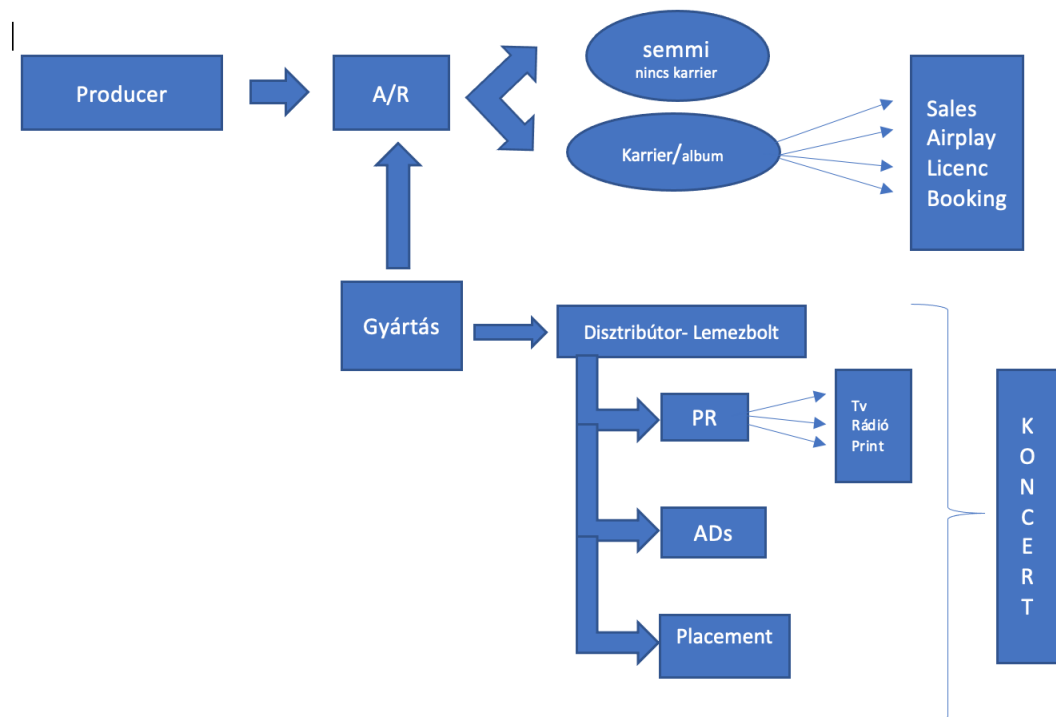 Producer
A/R
semmi
nincs karrier
Karrier/album
Sales
Airplay
Licenc
Booking
Gyártás
Disztribútor- Lemezbolt
PR
Tv
Rádió
Print
ADs
Placement
K
O
N
C
E
R
T